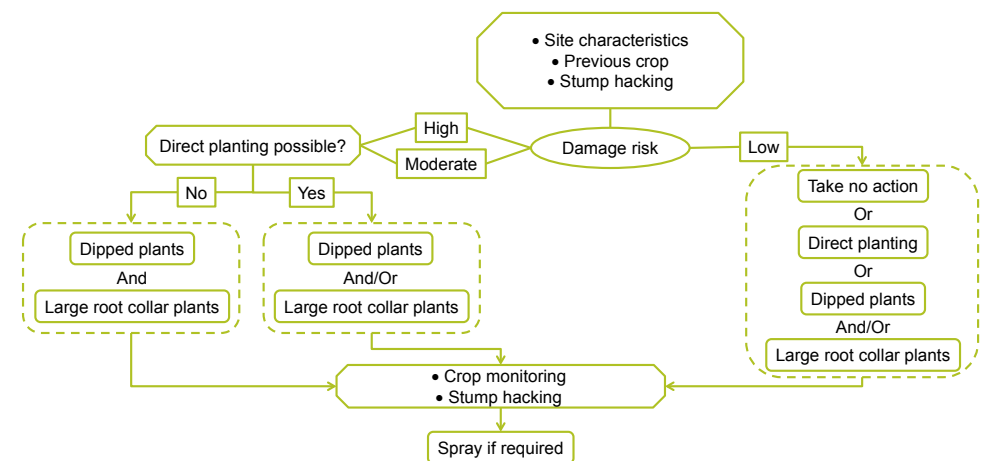 • Site characteristics
• Previous crop
• Stump hacking
Damage risk
High
Moderate
Low
Direct planting possible?
No
Yes
Dipped plants
And
Large root collar plants
Dipped plants
And/Or
Large root collar plants
Take no action
Or
Direct planting
Or
Dipped plants
And/Or
Large root collar plants
• Crop monitoring
• Stump hacking
Spray if required